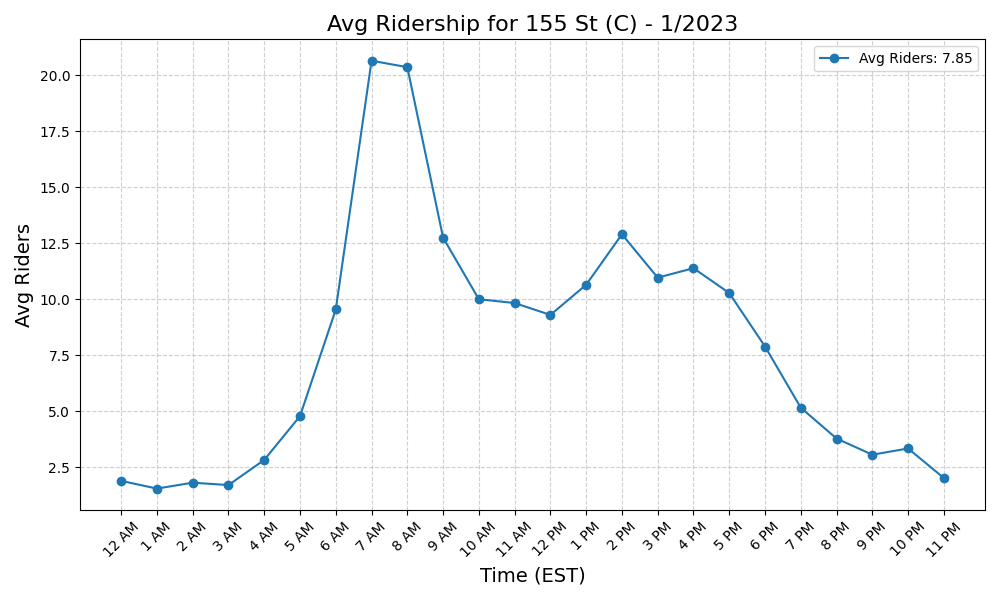 Avg Ridership for 155 St (C) - 1/2023
Avg Riders: 7.85
Avg Riders
20.0
17.5
15.0
12.5
10.0
7.5
5.0
2.5
12 AM
1 AM
2 AM
3 AM
4 AM
5 AM
6 AM
7 AM
8 AM
9 AM
10 AM
11 AM
12 PM
1 PM
2 PM
3 PM
4 PM
5 PM
6 PM
7 PM
8 PM
9 PM
10 PM
11 PM
Time (EST)